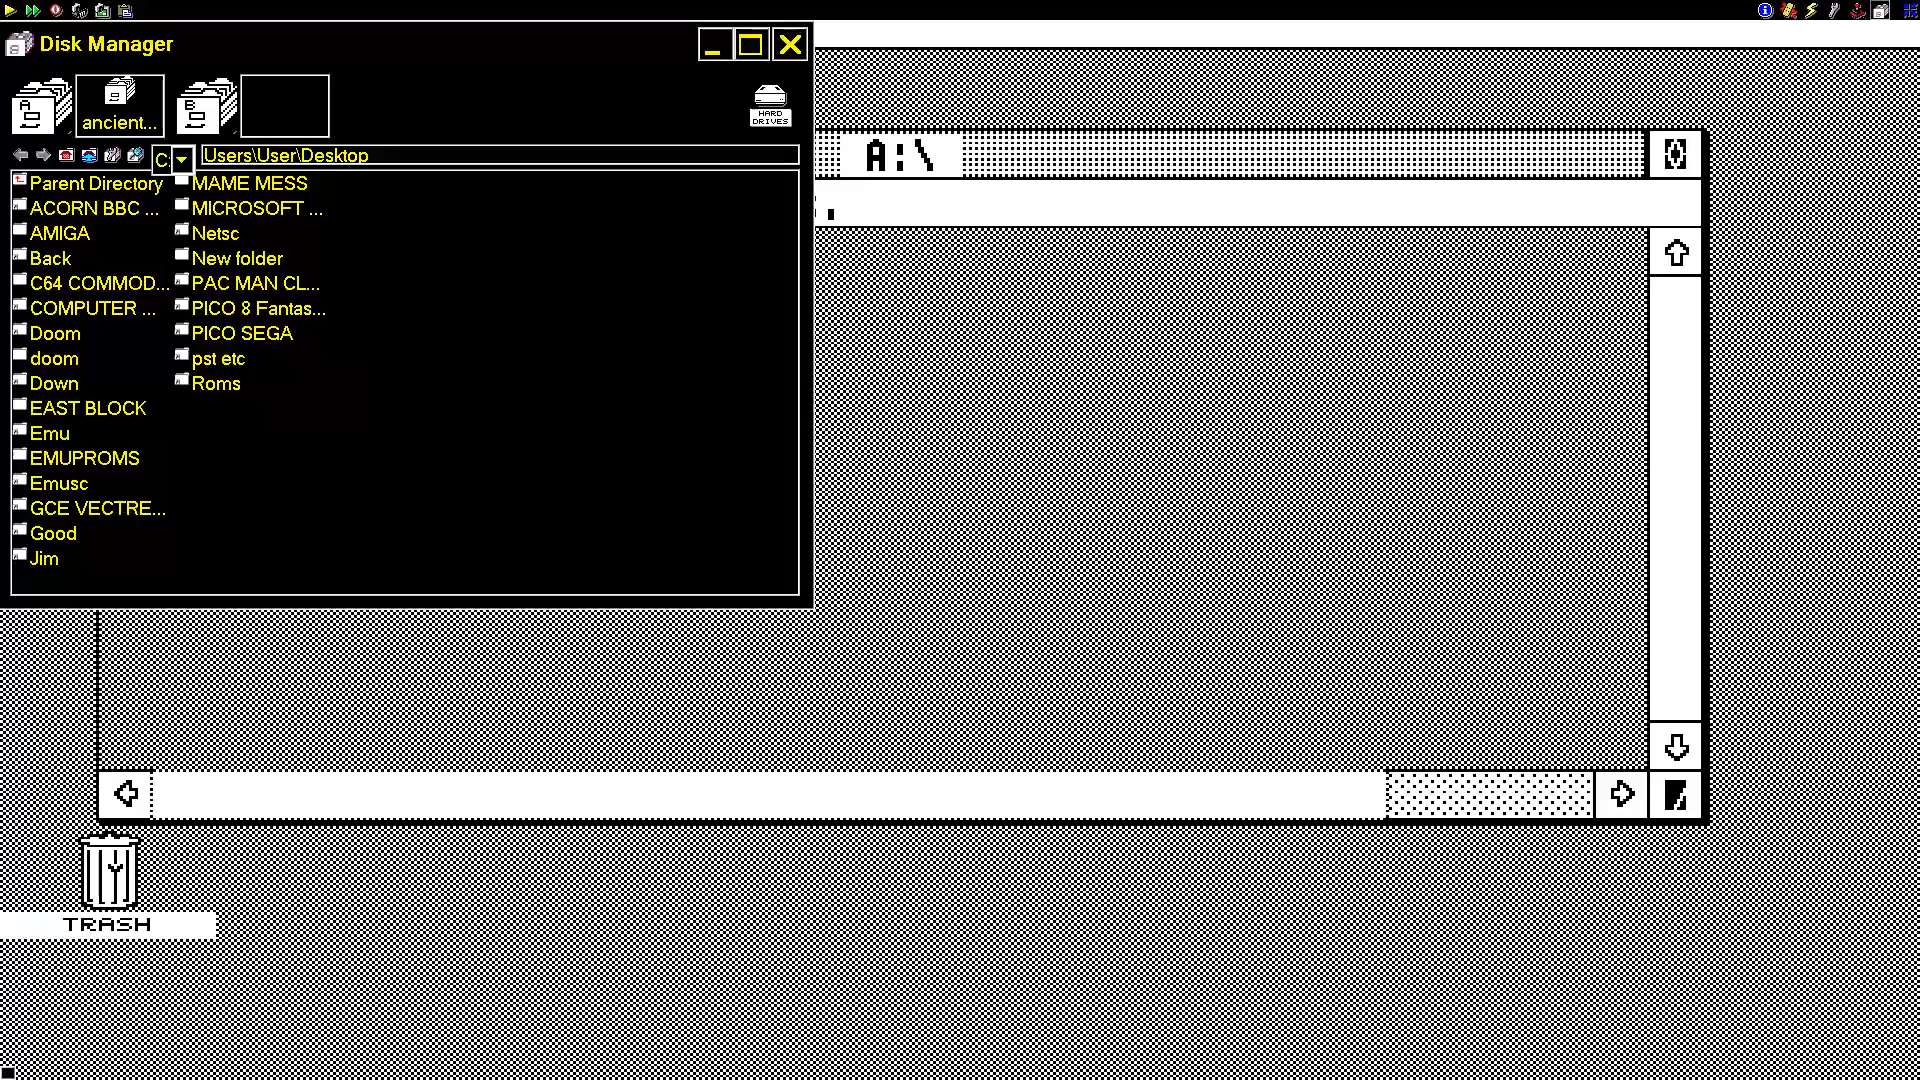 Disk Manager
A
ancient...
B
HARD
DRIVES
C:
Users\User\Desktop
Parent Directory
ACORN BBC ...
AMIGA
Back
C64 COMMOD...
COMPUTER ...
Doom
doom
Down
EAST BLOCK
Emu
EMUPROMS
Emusc
GCE VECTRE...
Good
Jim
MAME MESS
MICROSOFT ...
Netsc
New folder
PAC MAN CL...
PICO 8 Fantas...
PICO SEGA
pst etc
Roms
A:\
TRASH